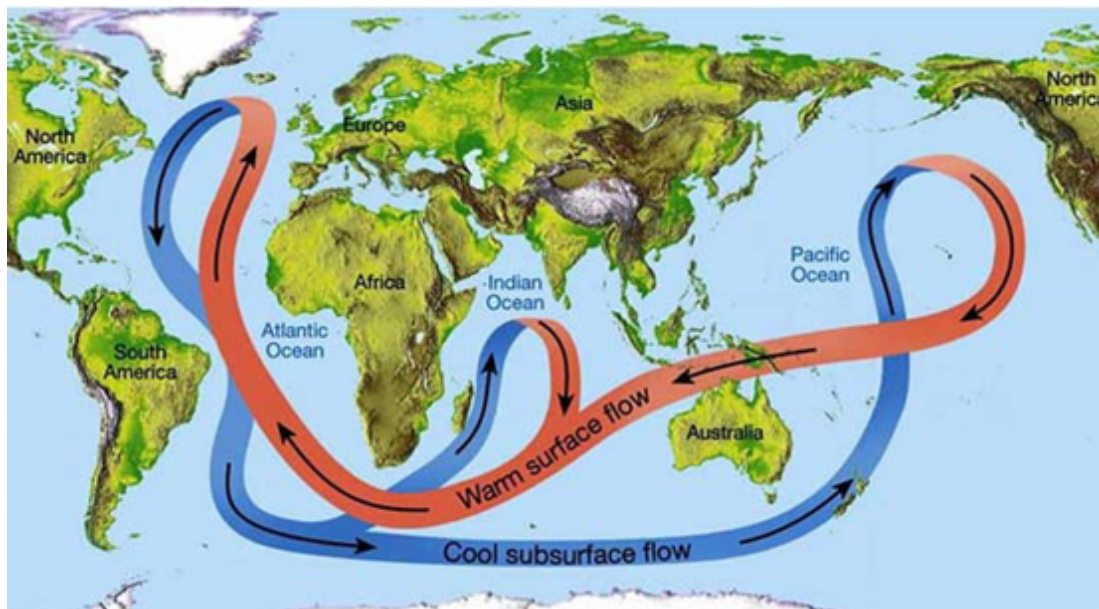 North
America
Europe
Asia
North
America
Pacific
Ocean
Africa
Indian
Ocean
Atlantic
Ocean
South
America
Australia
Warm surface flow
Cool subsurface flow